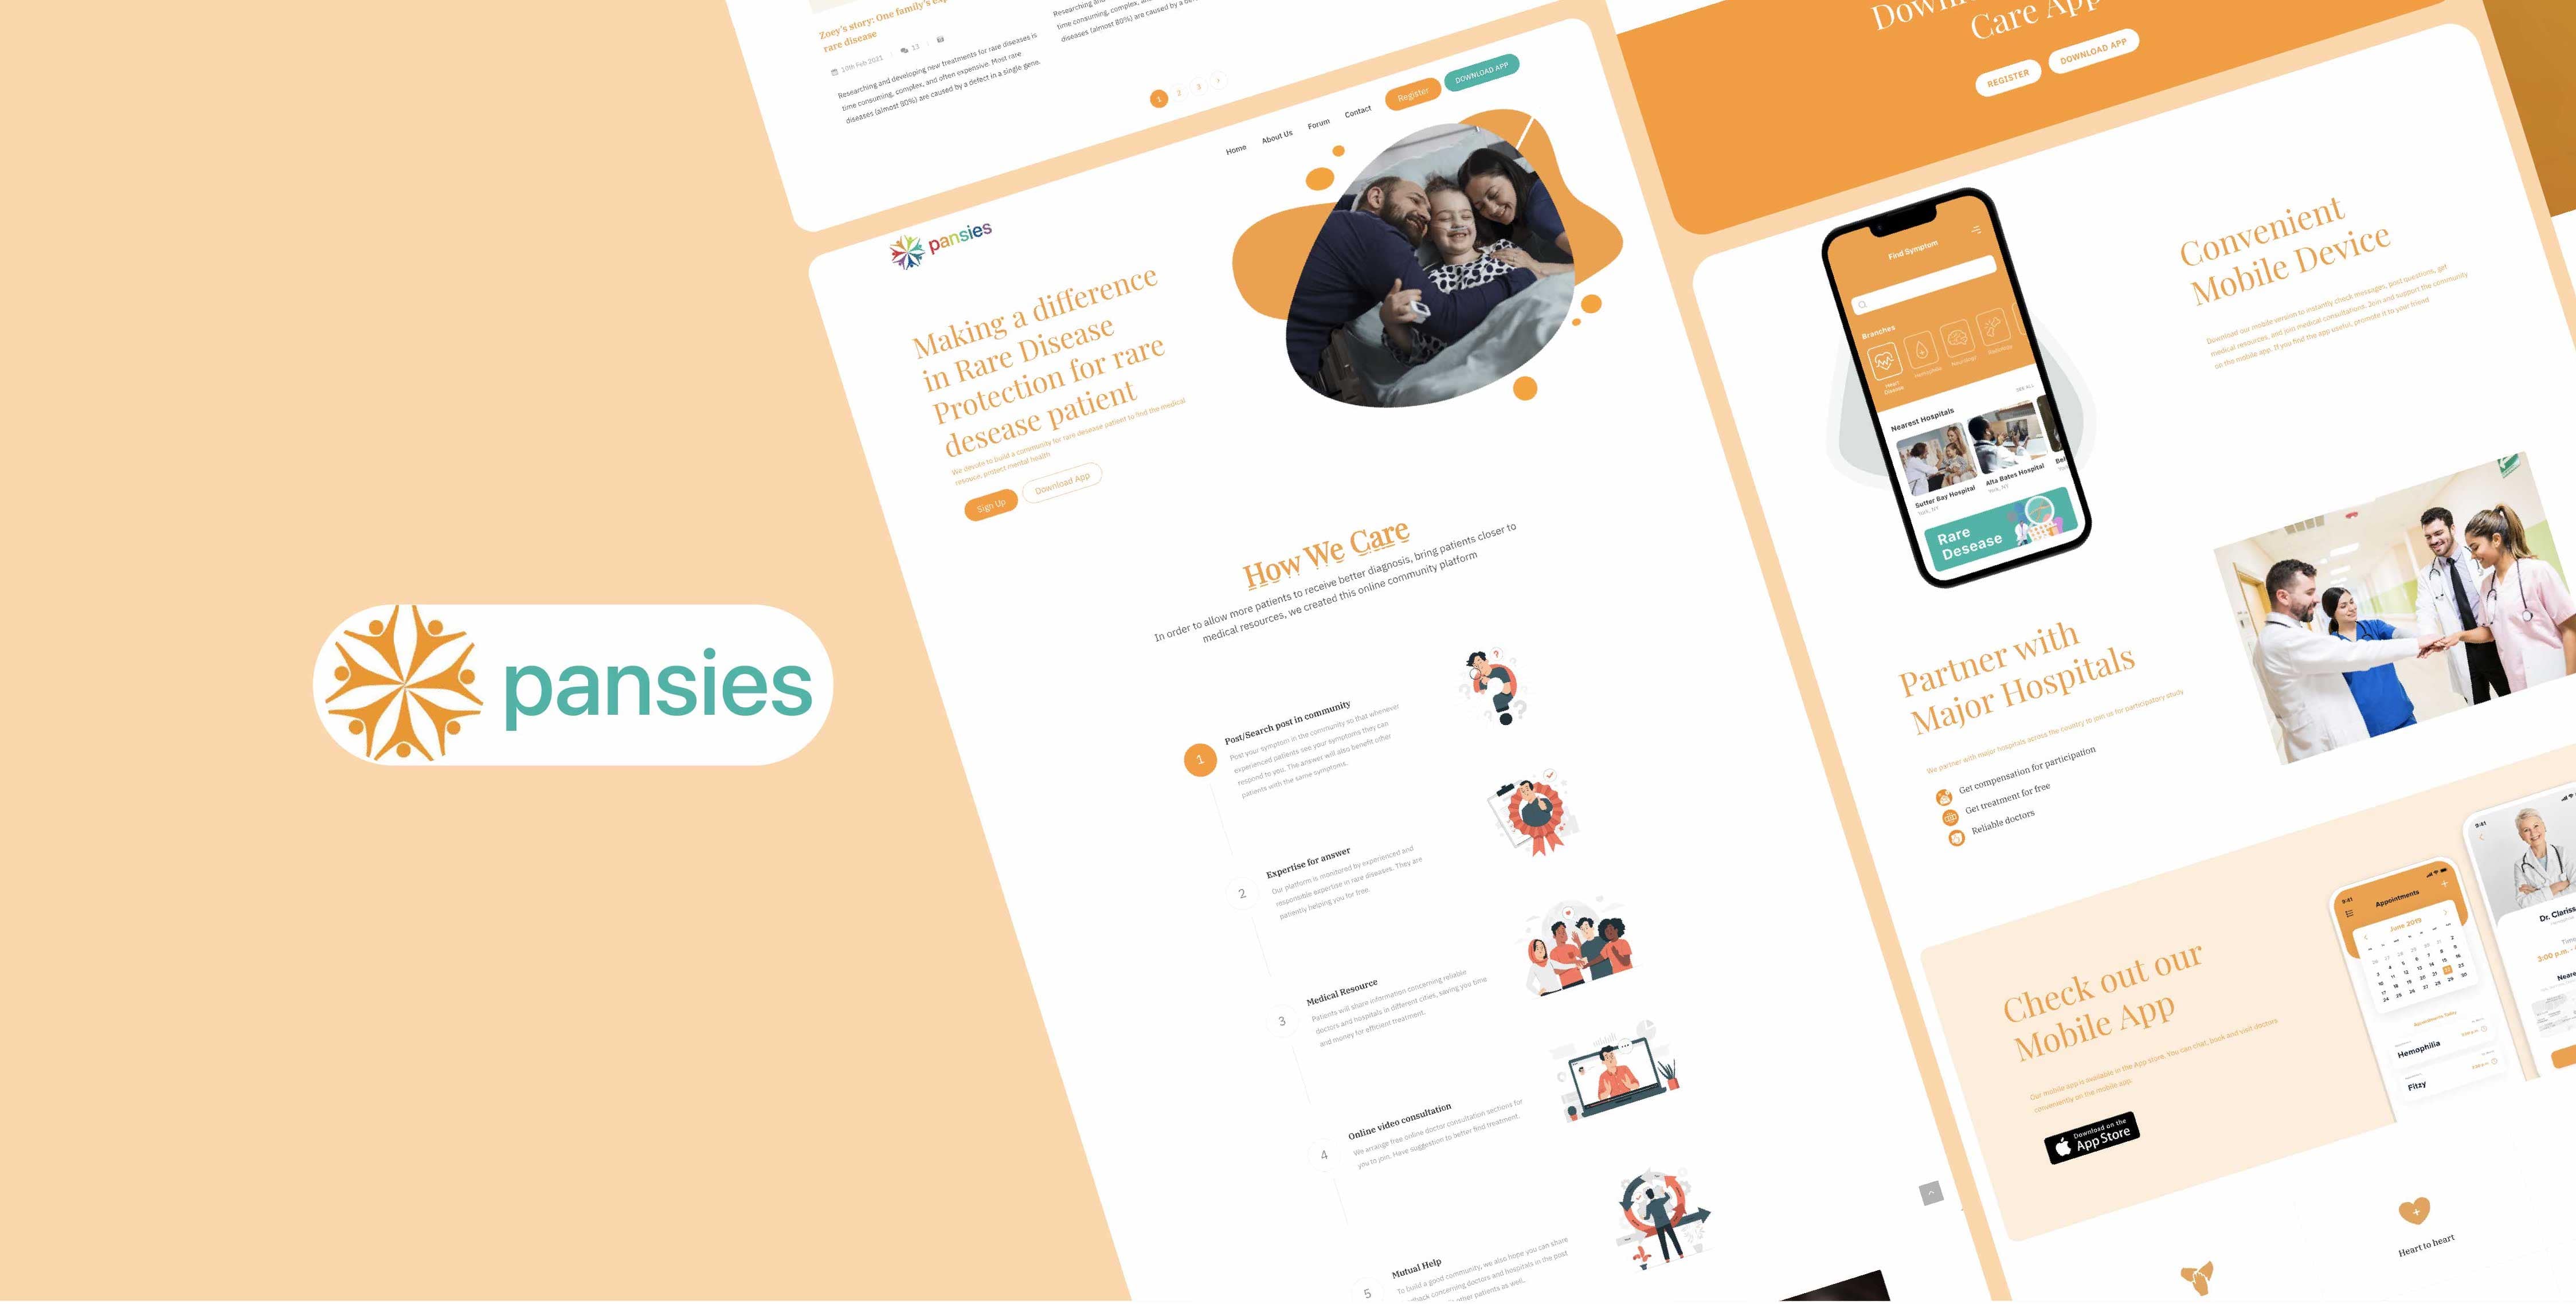 pansies
Zoey's story: One family's
rare disease
10th Feb 2021
13
Researching and developing new treatments for rare diseases is
time consuming, complex, and often expensive. Most rare
diseases (almost 80%) are caused by a defect in a single gene.
Researching and
time consuming, complex, and
diseases (almost 80%) are caused by a
1 2 3
Home About Us Forum Contact Register DOWNLOAD APP
pansies
Making a difference
in Rare Disease
Protection for rare
desease patient
We devote to build a community for rare desease patient to find the medical
resouce, protect mental health
Sign Up Download App
How We Care
In order to allow more patients to receive better diagnosis, bring patients closer to
medical resources, we created this online community platform
1
Post/Search post in community
Post your symptom in the community so that whenever
experienced patients see your symptoms they can
respond to you. The answer will also benefit other
patients with the same symptoms.
2
Expertise for answer
Our platform is monitored by experienced and
responsible expertise in rare diseases. They are
patiently helping you for free.
3
Medical Resource
Patients will share information concerning reliable
doctors and hospitals in different cities, saving you time
and money for efficient treatment.
4
Online video consultation
We arrange free online doctor consultation sections for
you to join. Have suggestion to better find treatment.
5
Mutual Help
To build a good community, we also hope you can share
concerning doctors and hospitals in the post
other patients as well.
Care App
REGISTER DOWNLOAD APP
Find Symptom
Branches
Heart
Disease
Nearest Hospitals
SEE ALL
Sutter Bay Hospital
York, NY
Alta Bates Hospital
York, NY
Rare
Desease
Convenient
Mobile Device
Download our mobile version to instantly check messages, post questions, get
medical resources, and join medical consultations. Join and support the community
on the mobile app. If you find the app useful, promote it to your friend
Partner with
Major Hospitals
We partner with major hospitals across the country to join us for participatory study
Get compensation for participation
Get treatment for free
Reliable doctors
Check out our
Mobile App
Our mobile app is available in the App store. You can chat, book and visit doctors
conveniently on the mobile app.
Download on the
App Store
9:41
Appointments
June 2019
Appointments Today
Hemophilia
Fitzy
9:41
Dr. Clariss
Time
3:00 p.m. -
Neare
Heart to heart